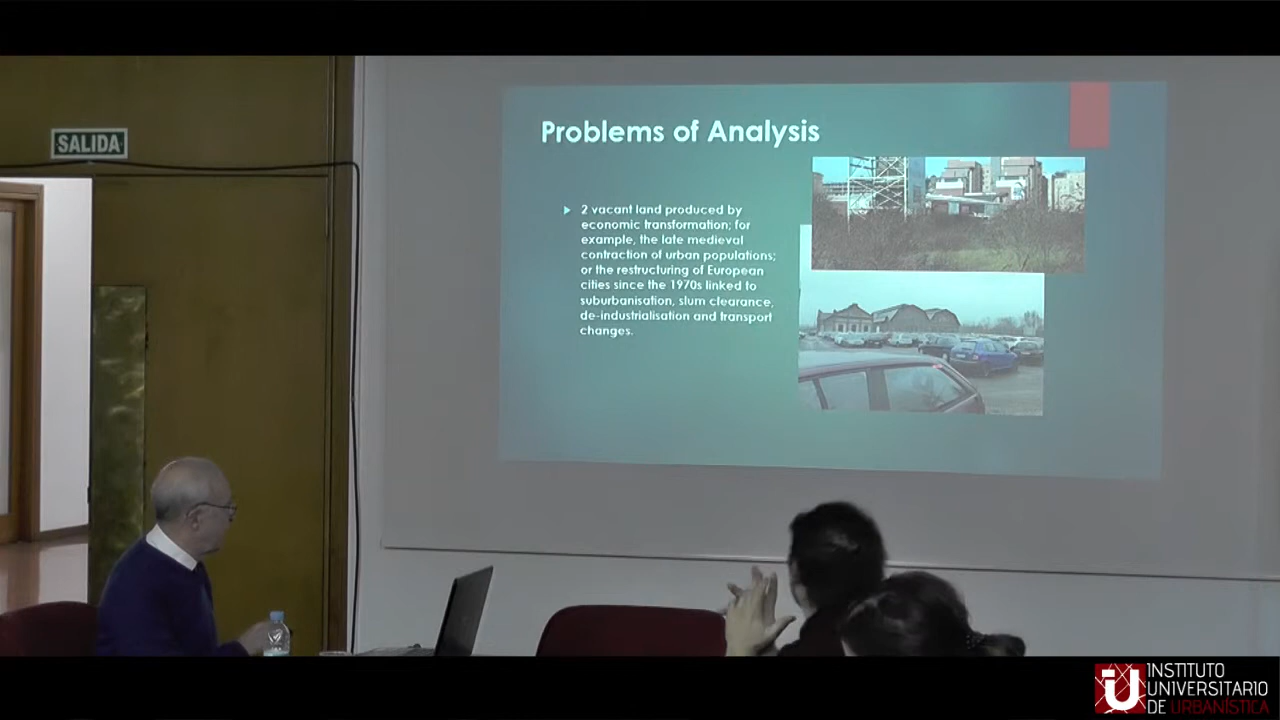 SALIDA
Problems of Analysis
2 vacant land produced by
economic transformation; for
example, the late medieval
contraction of urban populations;
or the restructuring of European
cities since the 1970s linked to
suburbanisation, slum clearance,
de-industrialisation and transport
changes.
INSTITUTO
UNIVERSITARIO
DE URBANÍSTICA